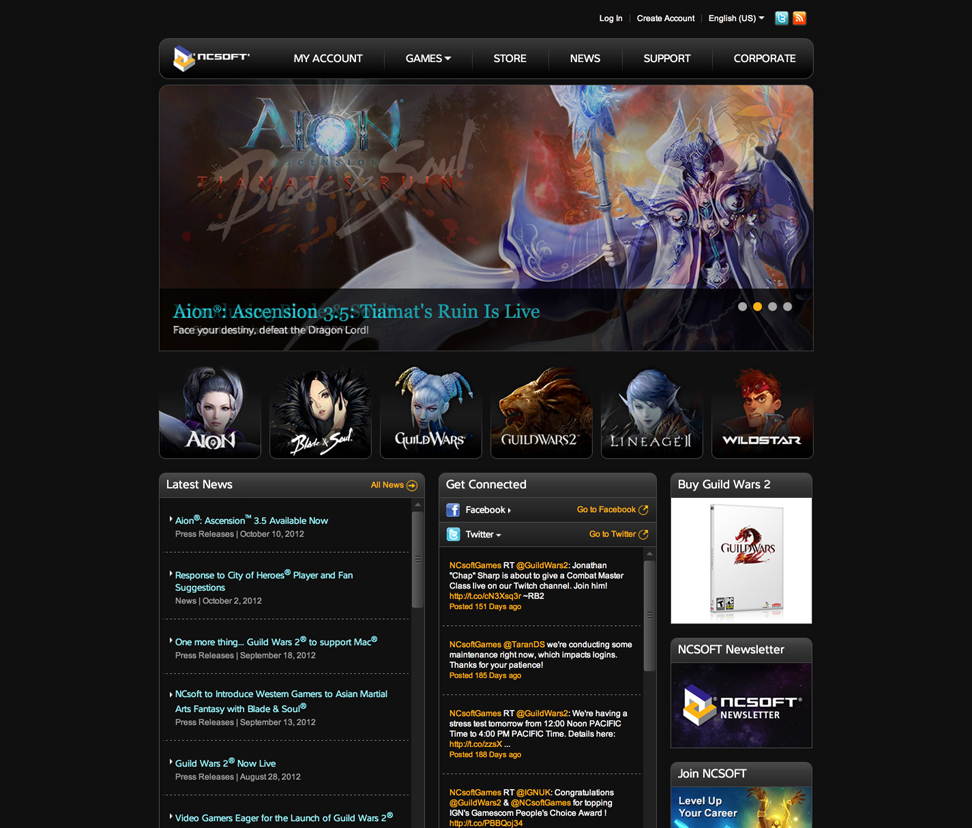 Log In
Create Account
English (US)
NCSOFT
MY ACCOUNT
GAMES
STORE
NEWS
SUPPORT
CORPORATE
AION
ASCENSION
TIAMAT'S RUIN
Blade & Soul
Aion®: Ascension 3.5: Tiamat's Ruin Is Live
Face your destiny, defeat the Dragon Lord!
AION
Blade & Soul
GUILD WARS
GUILD WARS 2
LINEAGE II
WILDSTAR
Latest News
All News
Aion®: Ascension™ 3.5 Available Now
Press Releases | October 10, 2012
Response to City of Heroes® Player and Fan
Suggestions
News | October 2, 2012
One more thing... Guild Wars 2® to support Mac®
Press Releases | September 18, 2012
NCsoft to Introduce Western Gamers to Asian Martial
Arts Fantasy with Blade & Soul®
Press Releases | September 13, 2012
Guild Wars 2® Now Live
Press Releases | August 28, 2012
Video Gamers Eager for the Launch of Guild Wars 2®
Get Connected
Facebook
Go to Facebook
Twitter
Go to Twitter
NCsoftGames RT @GuildWars2: Jonathan
"Chap" Sharp is about to give a Combat Master
Class live on our Twitch channel. Join him!
http://t.co/cN3Xsq3r ~RB2
Posted 151 Days ago
NCsoftGames @TaranDS we're conducting some
maintenance right now, which impacts logins.
Thanks for your patience!
Posted 185 Days ago
NCsoftGames RT @GuildWars2: We're having a
stress test tomorrow from 12:00 Noon PACIFIC
Time to 4:00 PM PACIFIC Time. Details here:
http://t.co/zzsX ...
Posted 188 Days ago
NCsoftGames RT @IGNUK: Congratulations
@GuildWars2 & @NCsoftGames for topping
IGN's Gamescom People's Choice Award !
http://t.co/PBBQoj34
Buy Guild Wars 2
GUILD WARS
NCSOFT Newsletter
NCSOFT
NEWSLETTER
Join NCSOFT
Level Up
Your Career